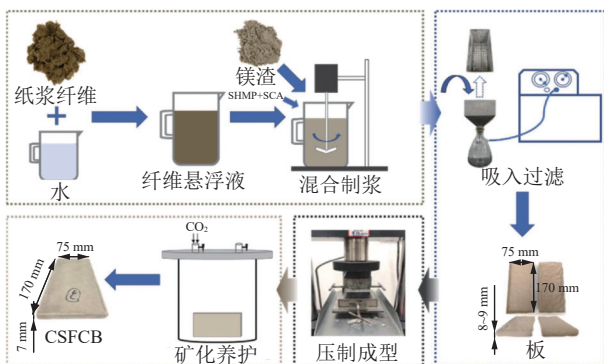 纸浆纤维
水
纤维悬浮液
镁渣
SHMP+SCA
混合制浆
吸入过滤
75 mm
170 mm
8~9 mm
板
压制成型
CO₂
矿化养护
75 mm
170 mm
7 mm
CSFCB